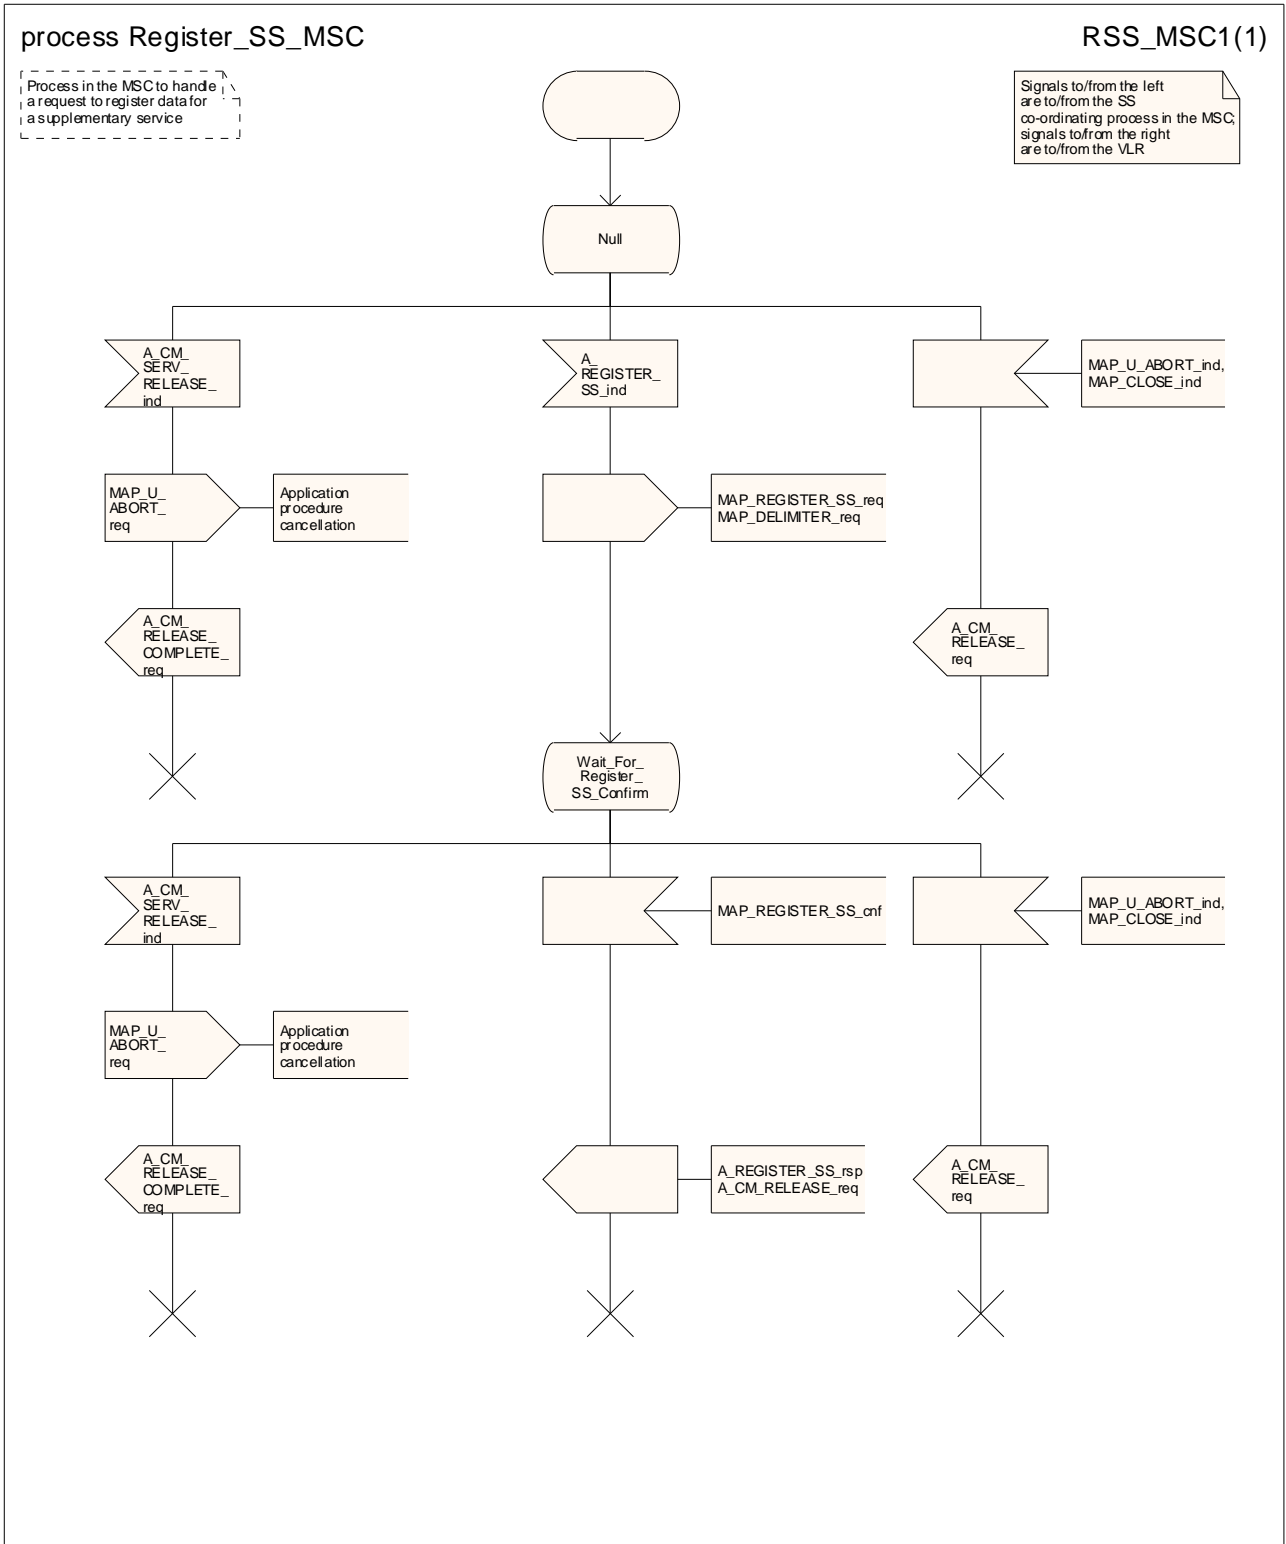 process Register_SS_MSC
RSS_MSC1(1)
Process in the MSC to handle
a request to register data for
a supplementary service
Signals to/from the left
are to/from the SS
co-ordinating process in the MSC;
signals to/from the right
are to/from the VLR
Null
A_CM_
SERV_
RELEASE_
ind
A_
REGISTER_
SS_ind
MAP_U_ABORT_ind,
MAP_CLOSE_ind
MAP_U_
ABORT_
req
Application
procedure
cancellation
MAP_REGISTER_SS_req
MAP_DELIMITER_req
A_CM_
RELEASE_
COMPLETE_
req
A_CM_
RELEASE_
req
Wait_For_
Register_
SS_Confirm
A_CM_
SERV_
RELEASE_
ind
MAP_REGISTER_SS_cnf
MAP_U_ABORT_ind,
MAP_CLOSE_ind
MAP_U_
ABORT_
req
Application
procedure
cancellation
A_CM_
RELEASE_
COMPLETE_
req
A_REGISTER_SS_rsp
A_CM_RELEASE_req
A_CM_
RELEASE_
req